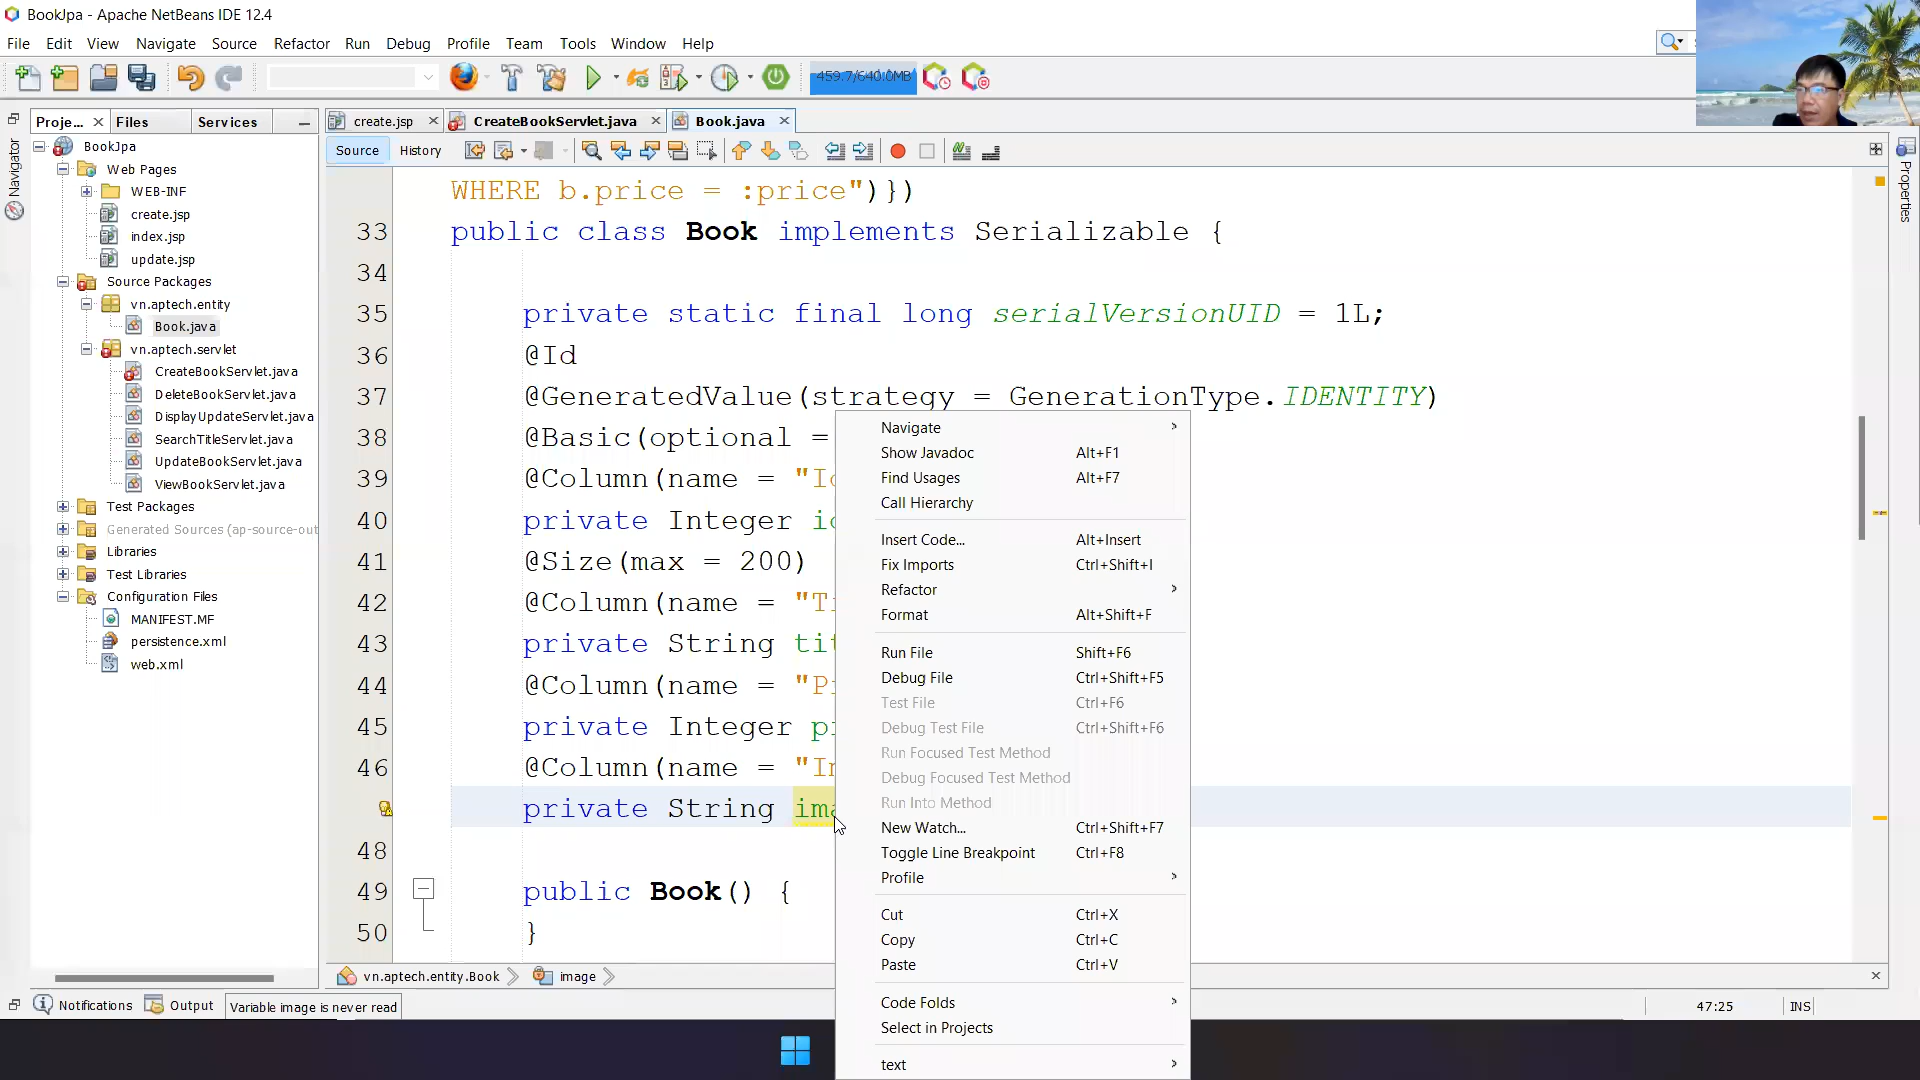 BookJpa - Apache NetBeans IDE 12.4
File Edit View Navigate Source Refactor Run Debug Profile Team Tools Window Help
459.7/640.0MB
Proje... Files Services
create.jsp CreateBookServlet.java Book.java
Source History
Navigator
Properties
BookJpa
Web Pages
WEB-INF
create.jsp
index.jsp
update.jsp
Source Packages
vn.aptech.entity
Book.java
vn.aptech.servlet
CreateBookServlet.java
DeleteBookServlet.java
DisplayUpdateServlet.java
SearchTitleServlet.java
UpdateBookServlet.java
ViewBookServlet.java
Test Packages
Generated Sources (ap-source-out
Libraries
Test Libraries
Configuration Files
MANIFEST.MF
persistence.xml
web.xml
WHERE b.price = :price")})
33 public class Book implements Serializable {
34
35 private static final long serialVersionUID = 1L;
36 @Id
37 @GeneratedValue(strategy = GenerationType.IDENTITY)
38 @Basic(optional =
39 @Column(name = "Id
40 private Integer id
41 @Size(max = 200)
42 @Column(name = "Ti
43 private String tit
44 @Column(name = "Pr
45 private Integer pr
46 @Column(name = "Im
private String ima
48
49 public Book() {
50 }
Navigate
Show Javadoc Alt+F1
Find Usages Alt+F7
Call Hierarchy
Insert Code... Alt+Insert
Fix Imports Ctrl+Shift+I
Refactor
Format Alt+Shift+F
Run File Shift+F6
Debug File Ctrl+Shift+F5
Test File Ctrl+F6
Debug Test File Ctrl+Shift+F6
Run Focused Test Method
Debug Focused Test Method
Run Into Method
New Watch... Ctrl+Shift+F7
Toggle Line Breakpoint Ctrl+F8
Profile
Cut Ctrl+X
Copy Ctrl+C
Paste Ctrl+V
Code Folds
Select in Projects
text
vn.aptech.entity.Book image
Notifications Output Variable image is never read
47:25 INS